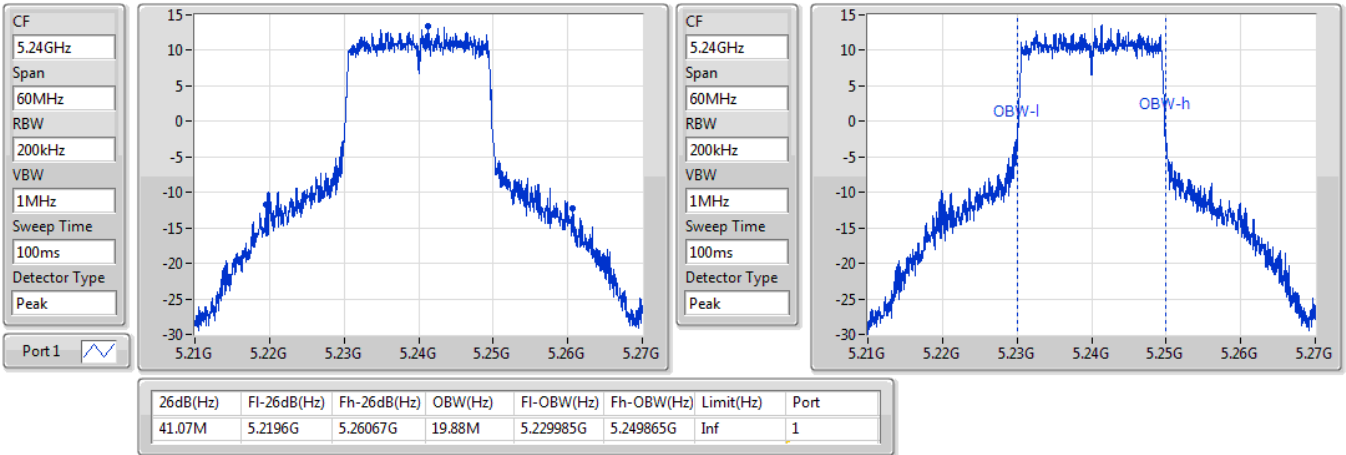 CF
5.24GHz
Span
60MHz
RBW
200kHz
VBW
1MHz
Sweep Time
100ms
Detector Type
Peak
Port 1
15
10
5
0
-5
-10
-15
-20
-25
-30
5.21G 5.22G 5.23G 5.24G 5.25G 5.26G 5.27G
CF
5.24GHz
Span
60MHz
RBW
200kHz
VBW
1MHz
Sweep Time
100ms
Detector Type
Peak
15
10
5
0
-5
-10
-15
-20
-25
-30
OBW-l
OBW-h
5.21G 5.22G 5.23G 5.24G 5.25G 5.26G 5.27G
26dB(Hz) Fl-26dB(Hz) Fh-26dB(Hz) OBW(Hz) Fl-OBW(Hz) Fh-OBW(Hz) Limit(Hz) Port
41.07M 5.2196G 5.26067G 19.88M 5.229985G 5.249865G Inf 1